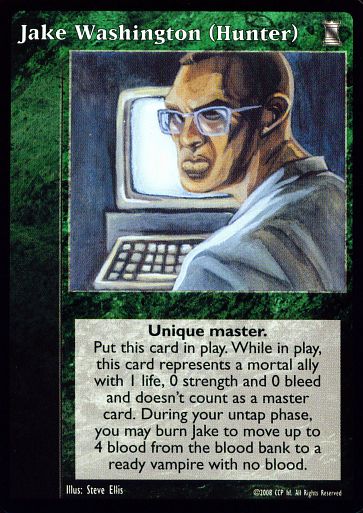 Jake Washington (Hunter)
Unique master.
Put this card in play. While in play,
this card represents a mortal ally
with 1 life, 0 strength and 0 bleed
and doesn't count as a master
card. During your untap phase,
you may burn Jake to move up to
4 blood from the blood bank to a
ready vampire with no blood.
Illus: Steve Ellis
©2008 CCP hf. All Rights Reserved